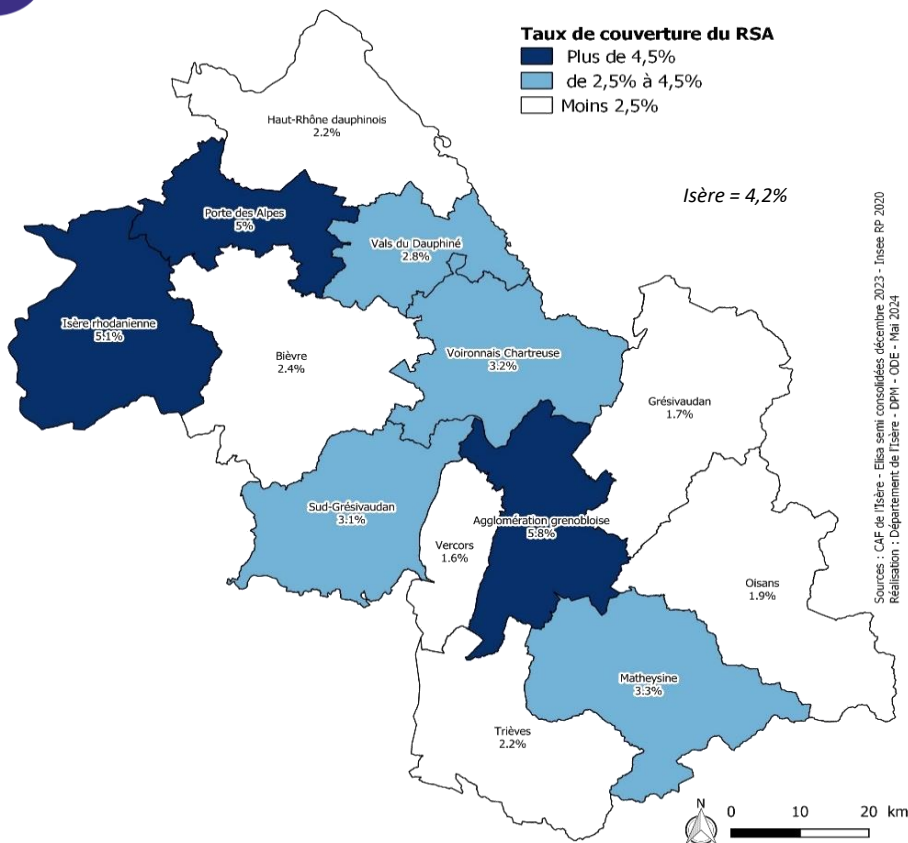 Taux de couverture du RSA
Plus de 4,5%
de 2,5% à 4,5%
Moins 2,5%
Haut-Rhône dauphinois
2.2%
Isère = 4,2%
Porte des Alpes
5%
Vals du Dauphiné
2.8%
Isère rhodanienne
5.1%
Bièvre
2.4%
Voironnais Chartreuse
3.2%
Grésivaudan
1.7%
Sud-Grésivaudan
3.1%
Agglomération grenobloise
5.8%
Vercors
1.6%
Oisans
1.9%
Matheysine
3.3%
Trièves
2.2%
Sources : CAF de l'Isère - Elisa semi consolidées décembre 2023 - Insee RP 2020
Réalisation : Département de l'Isère - DPM - ODE - Mai 2024
N
0 10 20 km